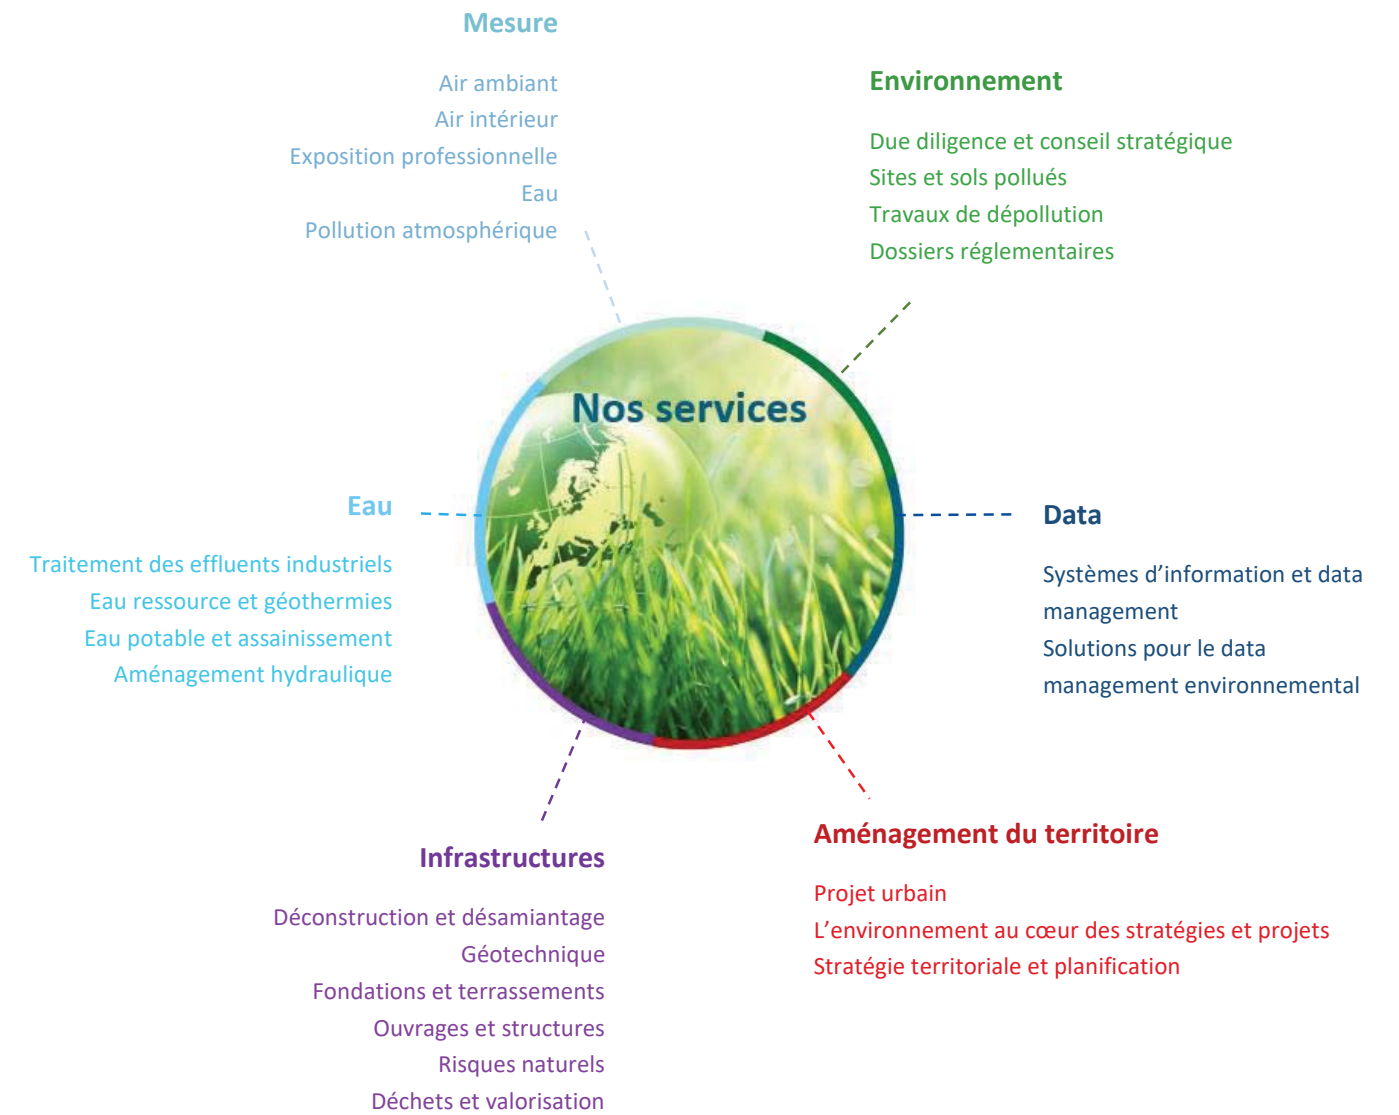 Mesure
Air ambiant
Air intérieur
Exposition professionnelle
Eau
Pollution atmosphérique
Environnement
Due diligence et conseil stratégique
Sites et sols pollués
Travaux de dépollution
Dossiers réglementaires
Nos services
Eau
Traitement des effluents industriels
Eau ressource et géothermies
Eau potable et assainissement
Aménagement hydraulique
Data
Systèmes d’information et data
management
Solutions pour le data
management environnemental
Infrastructures
Déconstruction et désamiantage
Géotechnique
Fondations et terrassements
Ouvrages et structures
Risques naturels
Déchets et valorisation
Aménagement du territoire
Projet urbain
L’environnement au cœur des stratégies et projets
Stratégie territoriale et planification